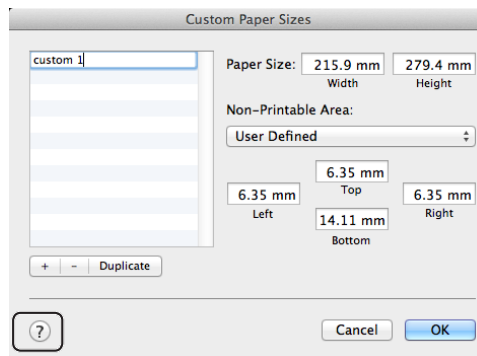 Custom Paper Sizes
custom 1
Paper Size: 215.9 mm 279.4 mm
Width Height
Non-Printable Area:
User Defined
6.35 mm
Top
6.35 mm 6.35 mm
Left Right
14.11 mm
Bottom
+ - Duplicate
? Cancel OK